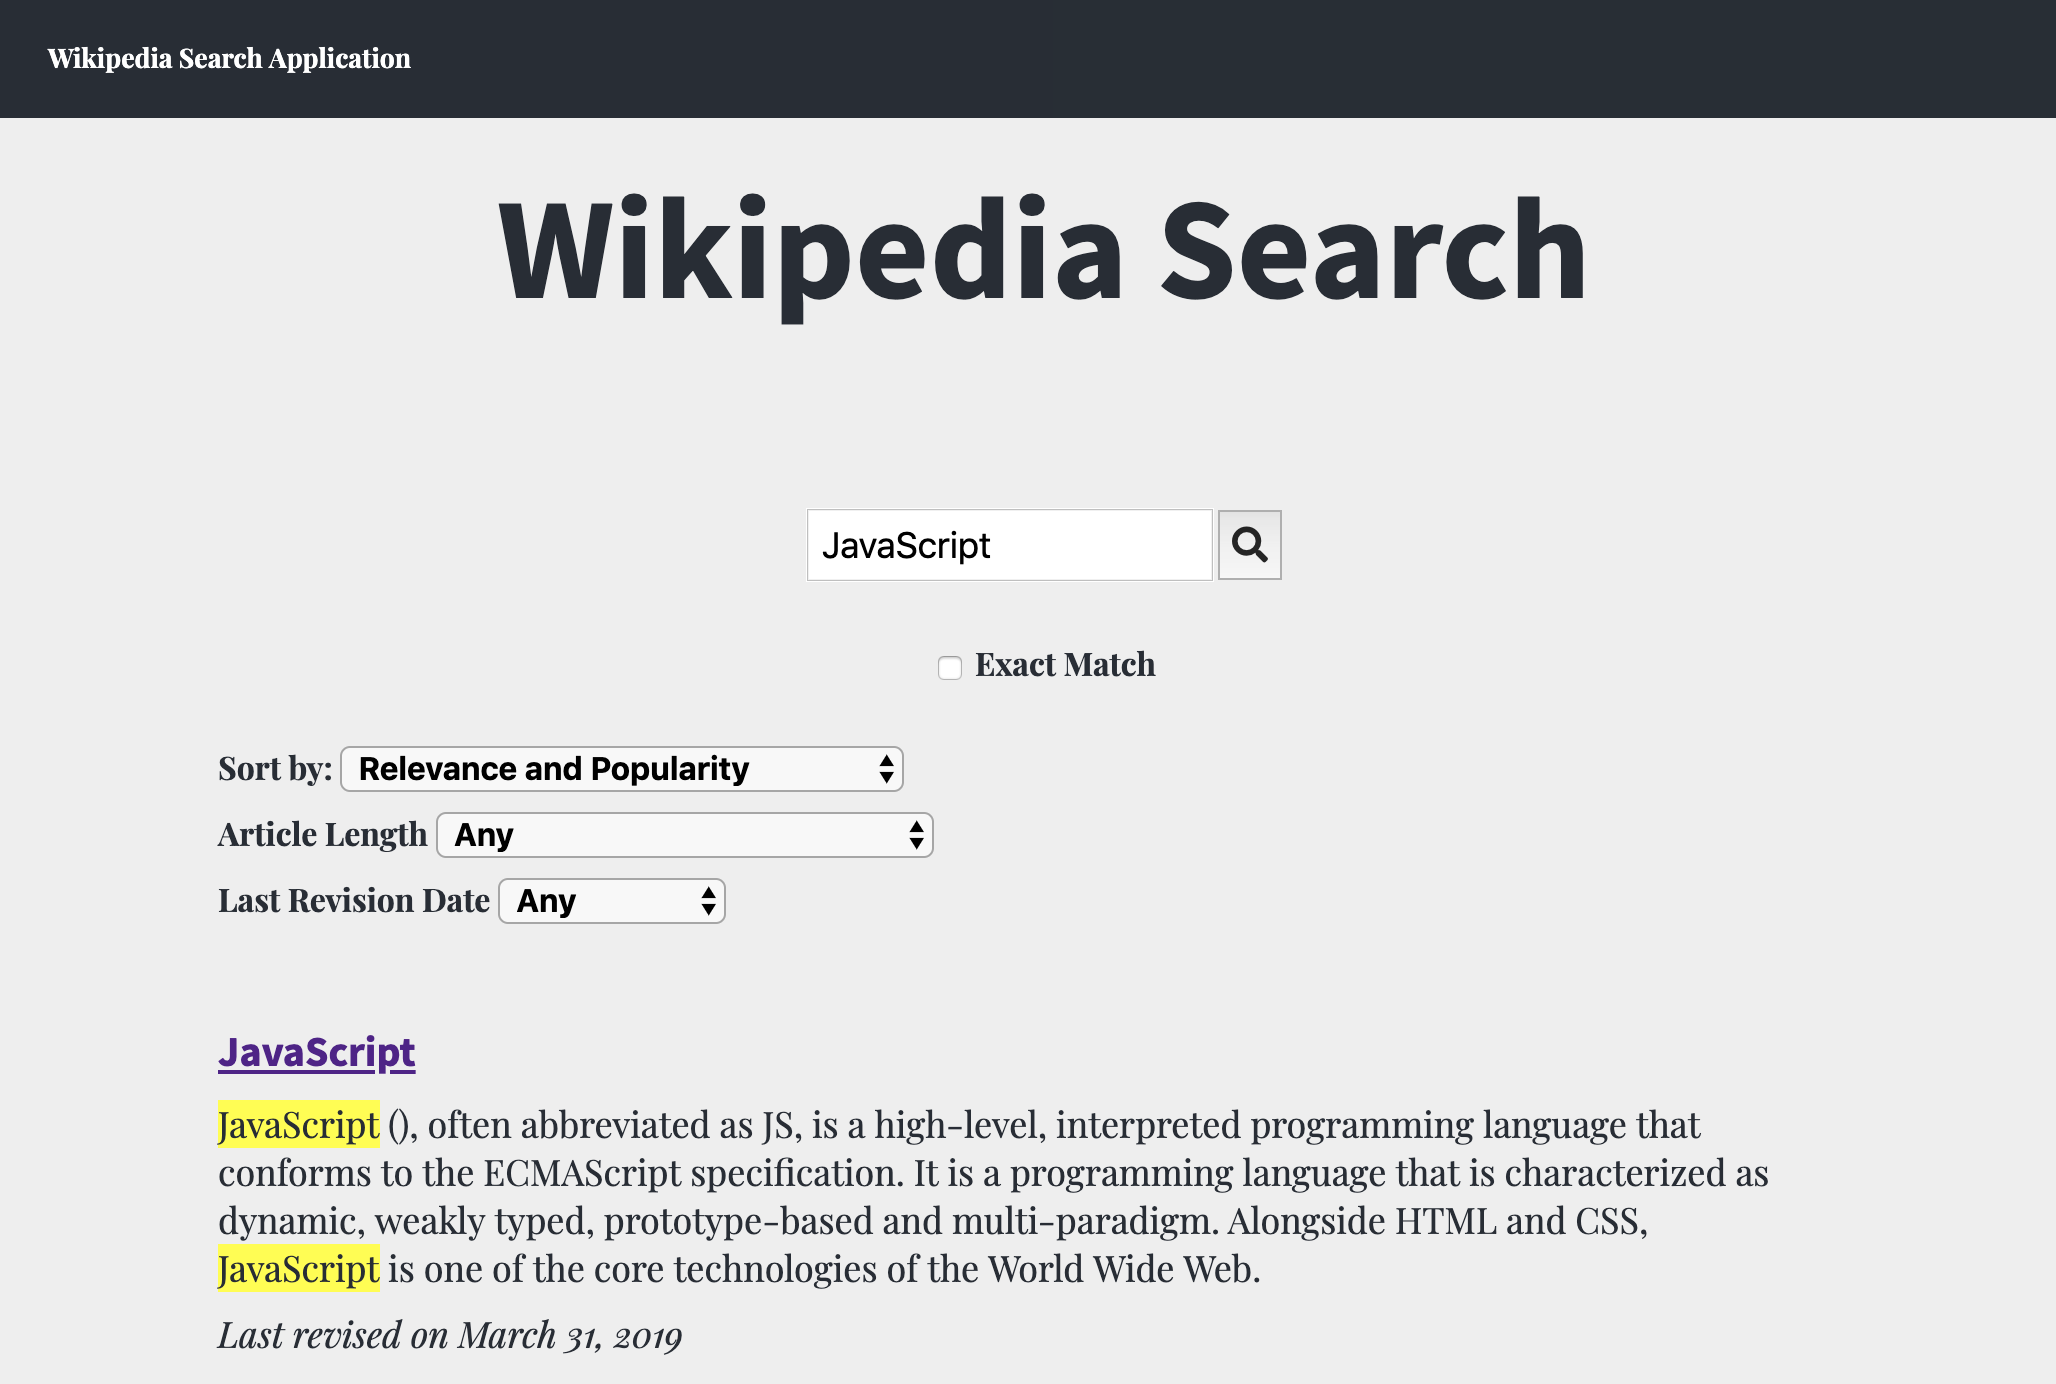 Wikipedia Search Application
Wikipedia Search
JavaScript
Exact Match
Sort by: Relevance and Popularity
Article Length Any
Last Revision Date Any
JavaScript
JavaScript (), often abbreviated as JS, is a high-level, interpreted programming language that
conforms to the ECMAScript specification. It is a programming language that is characterized as
dynamic, weakly typed, prototype-based and multi-paradigm. Alongside HTML and CSS,
JavaScript is one of the core technologies of the World Wide Web.
Last revised on March 31, 2019